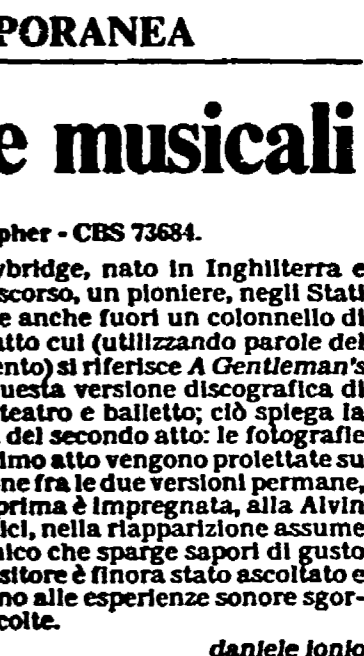 PORANEA
e musicali
pher - CBS 73684.
ybridge, nato in Inghilterra e
scorso, un pioniere, negli Stati
e anche fuori un colonnello di
atto cui (utilizzando parole del
ento) si riferisce A Gentleman's
uesta versione discografica di
teatro e balletto; ciò spiega la
del secondo atto: le fotografie
imo atto vengono proiettate su
ne fra le due versioni permane,
prima è impregnata, alla Alvin
ici, nella riapparizione assume
nico che sparge sapori di gusto
sitore è finora stato ascoltato e
no alle esperienze sonore sgor-
colte.
daniele ionio